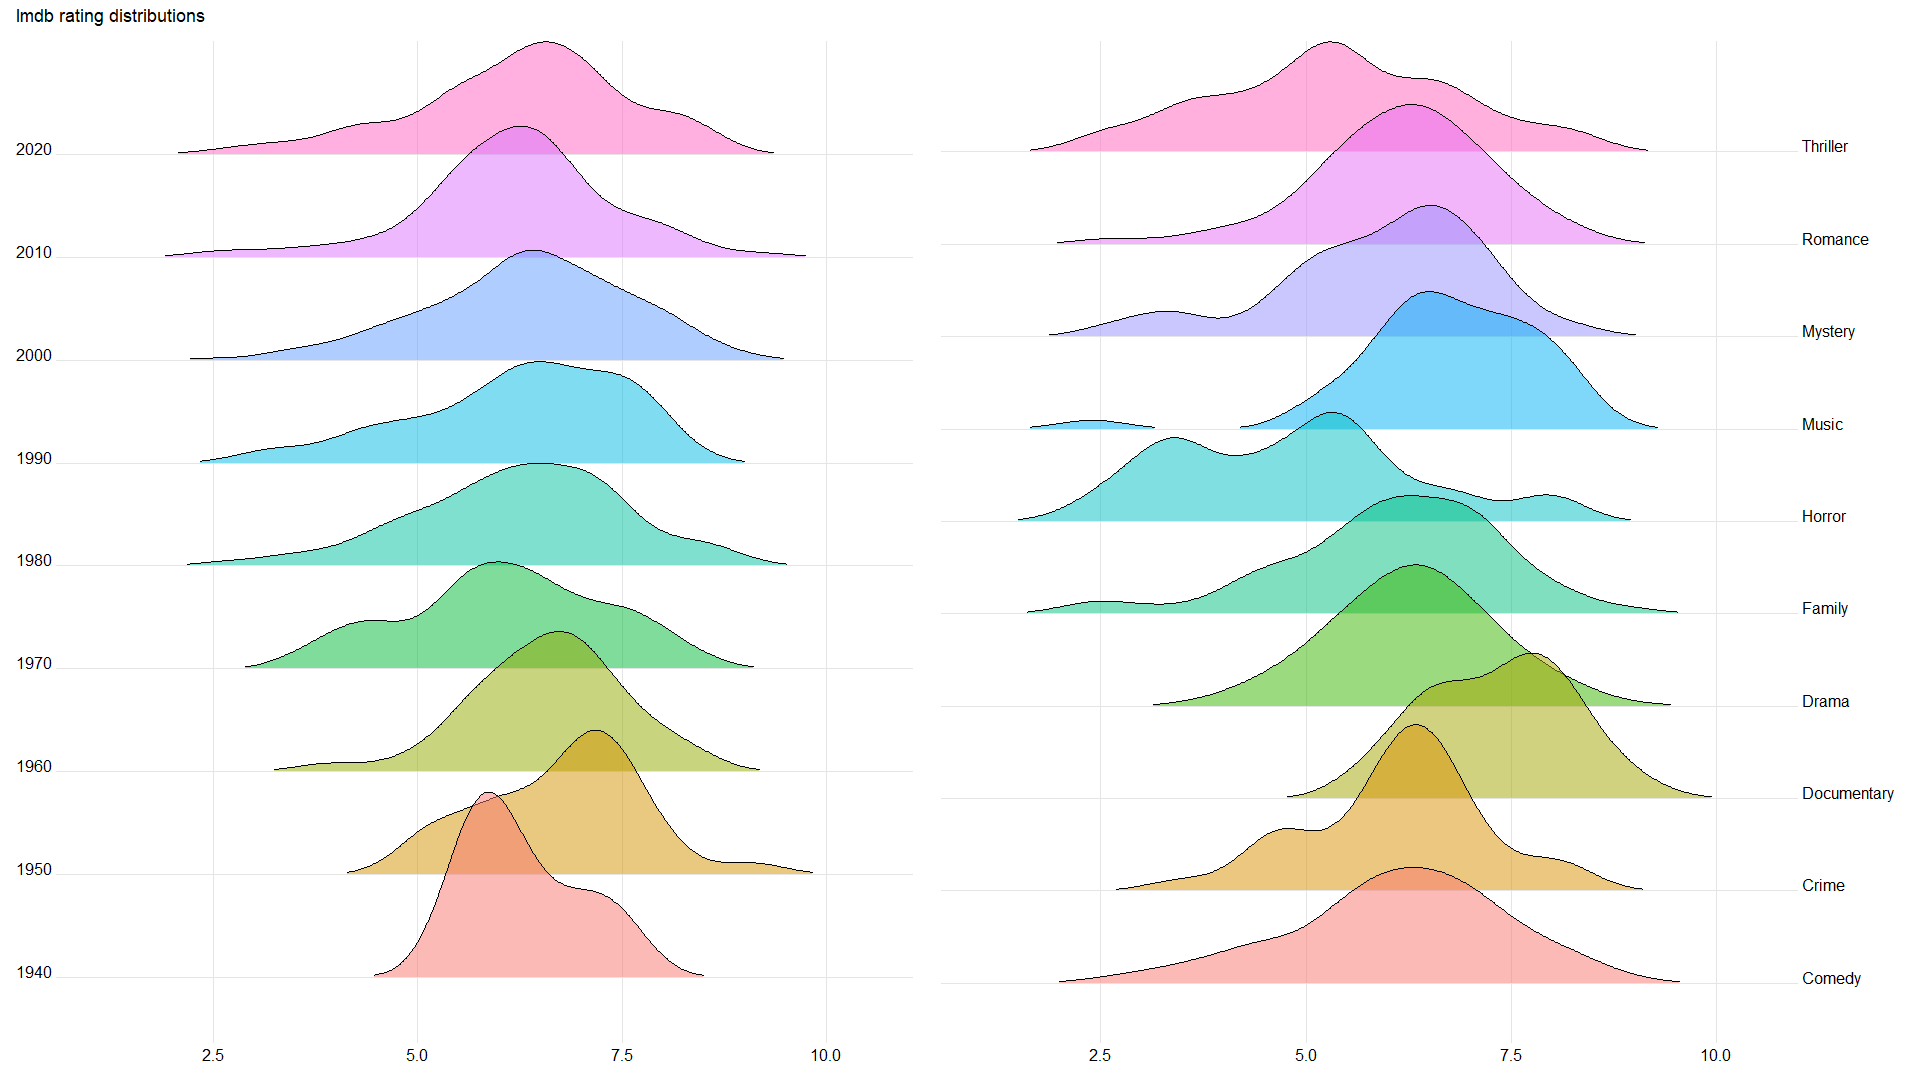 Imdb rating distributions
2020
2010
2000
1990
1980
1970
1960
1950
1940
2.5 5.0 7.5 10.0
Thriller
Romance
Mystery
Music
Horror
Family
Drama
Documentary
Crime
Comedy
2.5 5.0 7.5 10.0